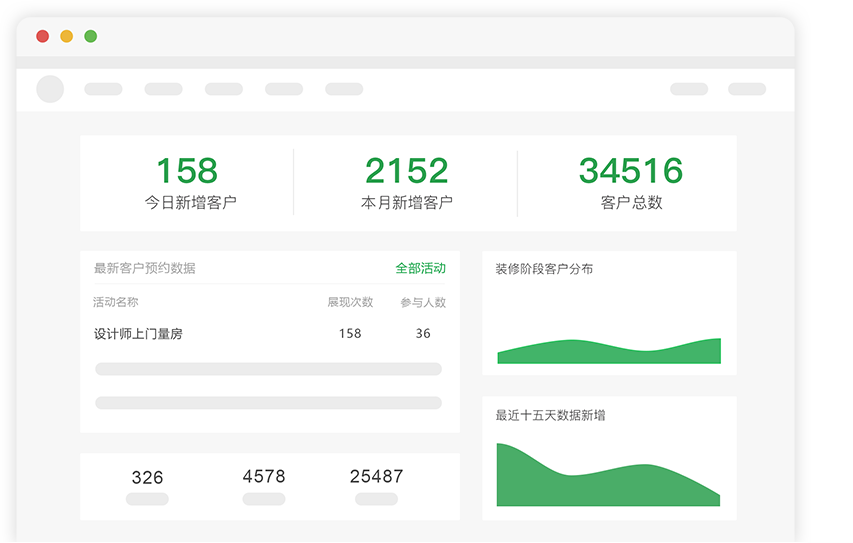 158 2152 34516
今日新增客户 本月新增客户 客户总数
最新客户预约数据 全部活动
活动名称 展现次数 参与人数
设计师上门量房 158 36
326 4578 25487
装修阶段客户分布
最近十五天数据新增